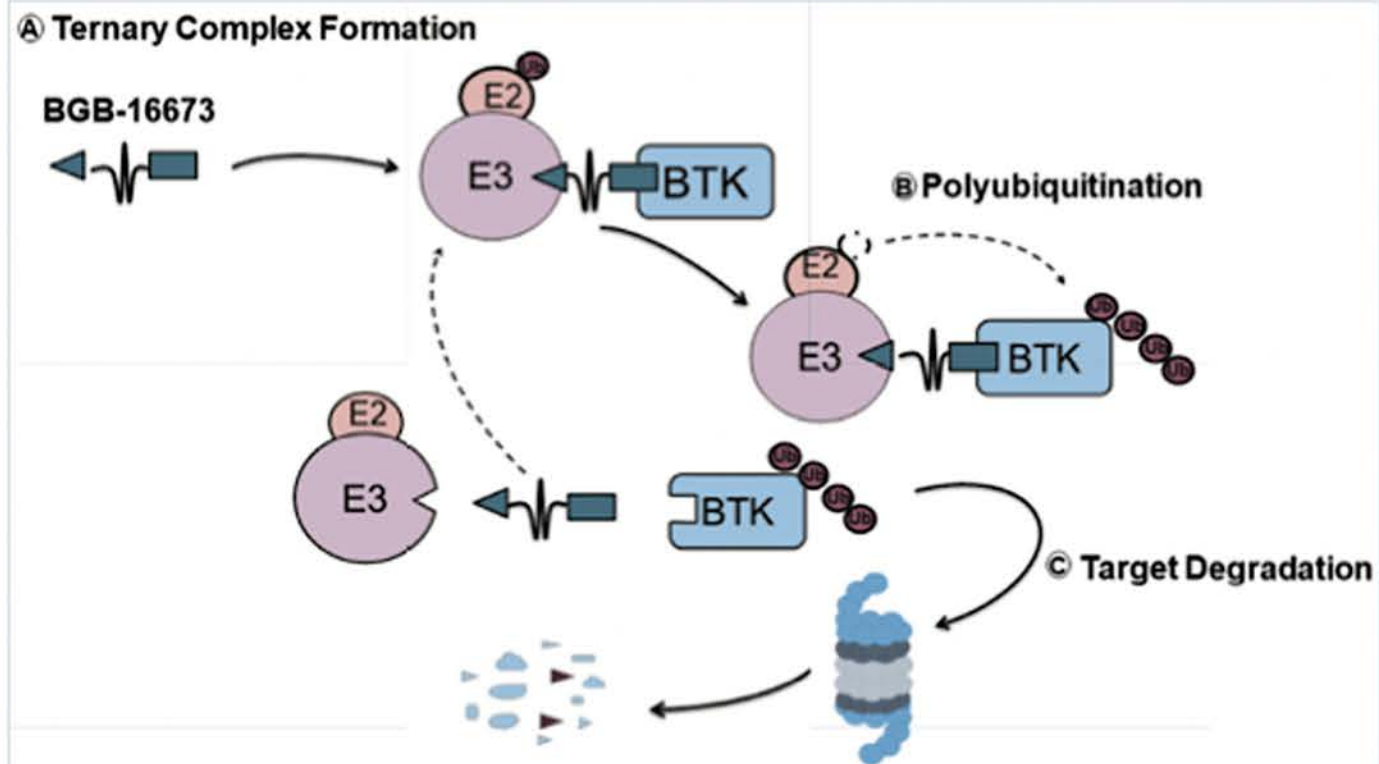 Ⓐ Ternary Complex Formation
BGB-16673
Ub
E2
E3
BTK
Ⓑ Polyubiquitination
E2
E3
BTK
Ub
Ub
Ub
Ub
E2
E3
BTK
Ub
Ub
Ub
Ub
Ⓒ Target Degradation